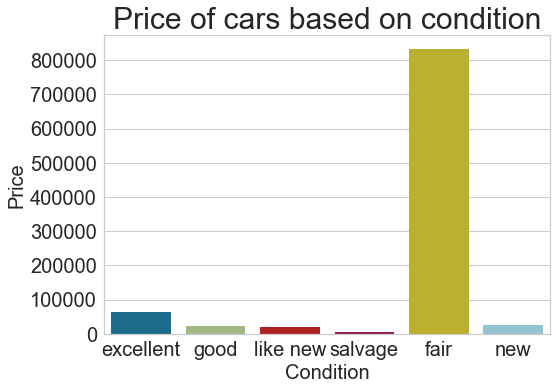 Price of cars based on condition
Price
800000
700000
600000
500000
400000
300000
200000
100000
0
excellent good like new salvage fair new
Condition